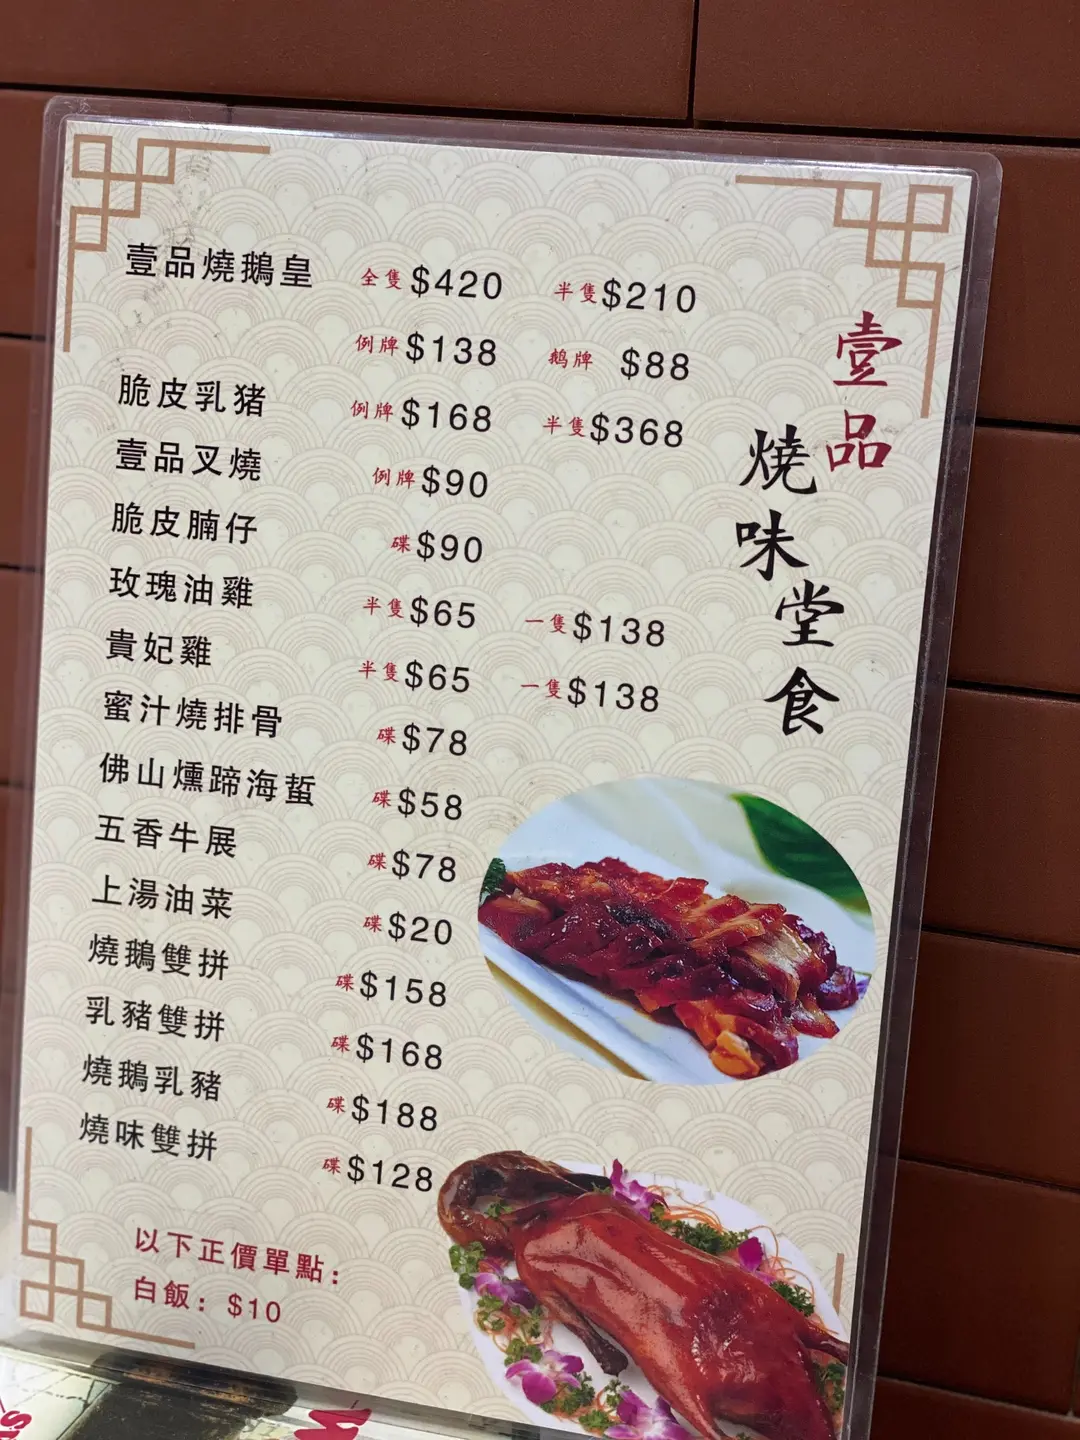 壹品
燒味堂食
壹品燒鵝皇 全隻$420 半隻$210
例牌$138 鵝牌 $88
脆皮乳猪 例牌$168 半隻$368
壹品叉燒 例牌$90
脆皮腩仔 碟$90
玫瑰油雞 半隻$65 一隻$138
貴妃雞 半隻$65 一隻$138
蜜汁燒排骨 碟$78
佛山燻蹄海蜇 碟$58
五香牛展 碟$78
上湯油菜 碟$20
燒鵝雙拼 碟$158
乳豬雙拼 碟$168
燒鵝乳豬 碟$188
燒味雙拼 碟$128
以下正價單點：
白飯：$10